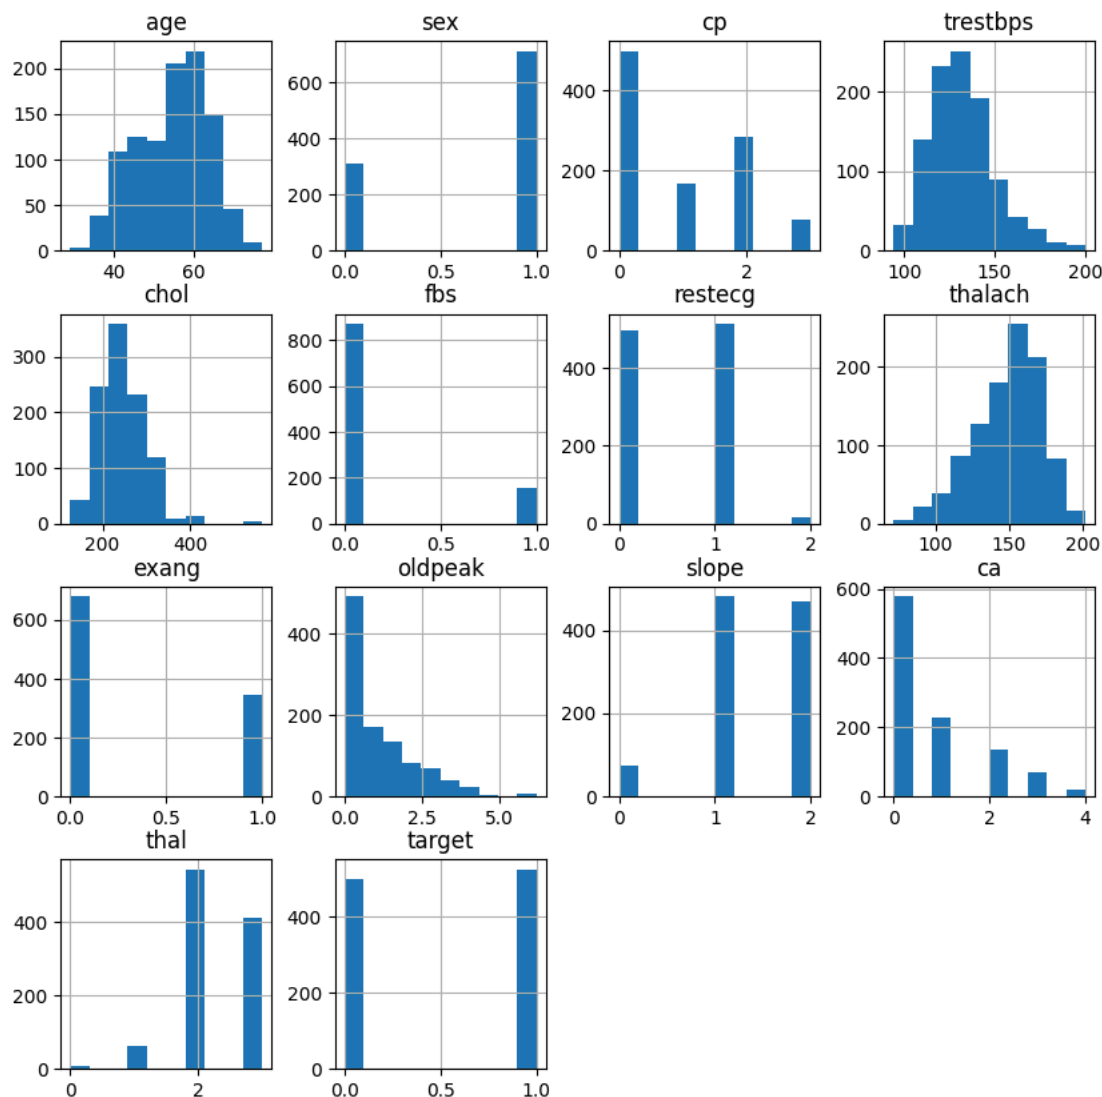 age sex cp trestbps
200 150 100 50 0 40 60
600 400 200 0 0.0 0.5 1.0
400 200 0 0 2
200 100 0 100 150 200
chol fbs restecg thalach
300 200 100 0 200 400
800 600 400 200 0 0.0 0.5 1.0
400 200 0 0 1 2
200 100 0 100 150 200
exang oldpeak slope ca
600 400 200 0 0.0 0.5 1.0
400 200 0 0.0 2.5 5.0
400 200 0 0 1 2
600 400 200 0 0 2 4
thal target
400 200 0 0 2
400 200 0 0.0 0.5 1.0